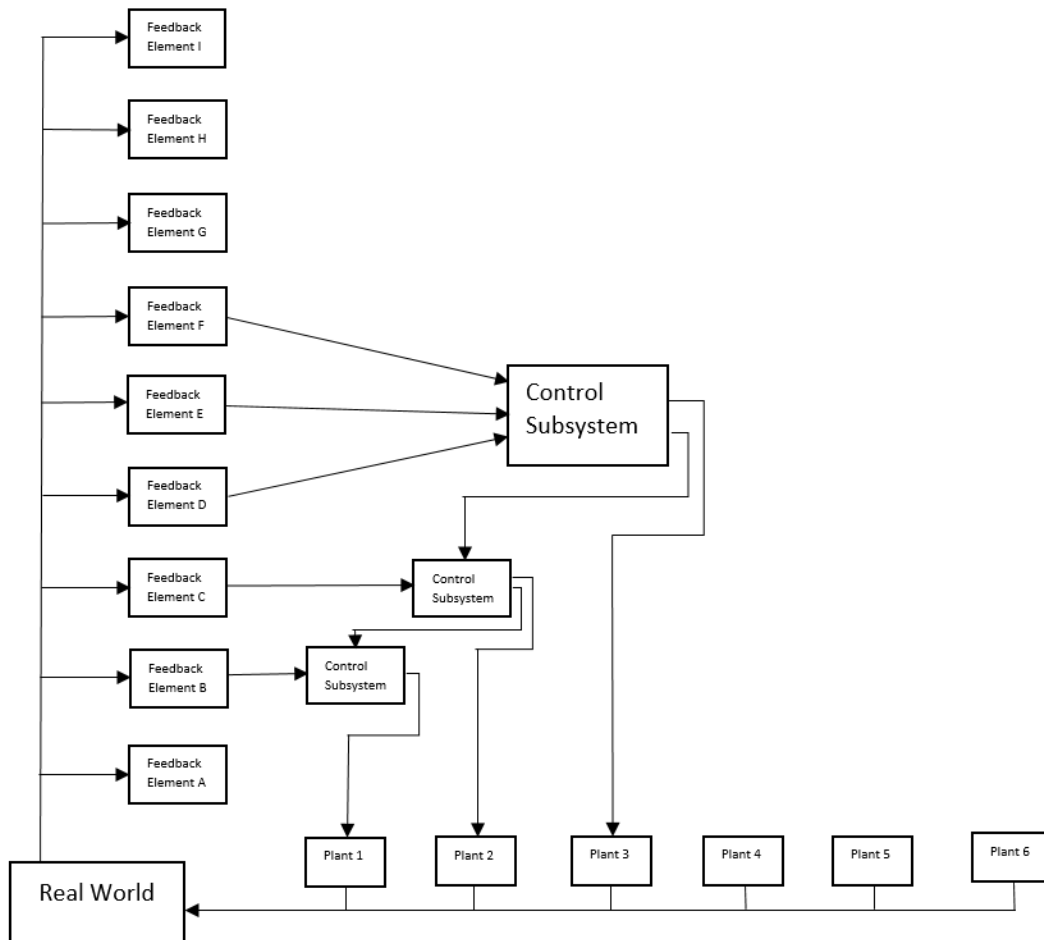 Feedback
Element I
Feedback
Element H
Feedback
Element G
Feedback
Element F
Control
Subsystem
Feedback
Element E
Feedback
Element D
Control
Subsystem
Feedback
Element C
Control
Subsystem
Feedback
Element B
Feedback
Element A
Plant 1
Plant 2
Plant 3
Plant 4
Plant 5
Plant 6
Real World